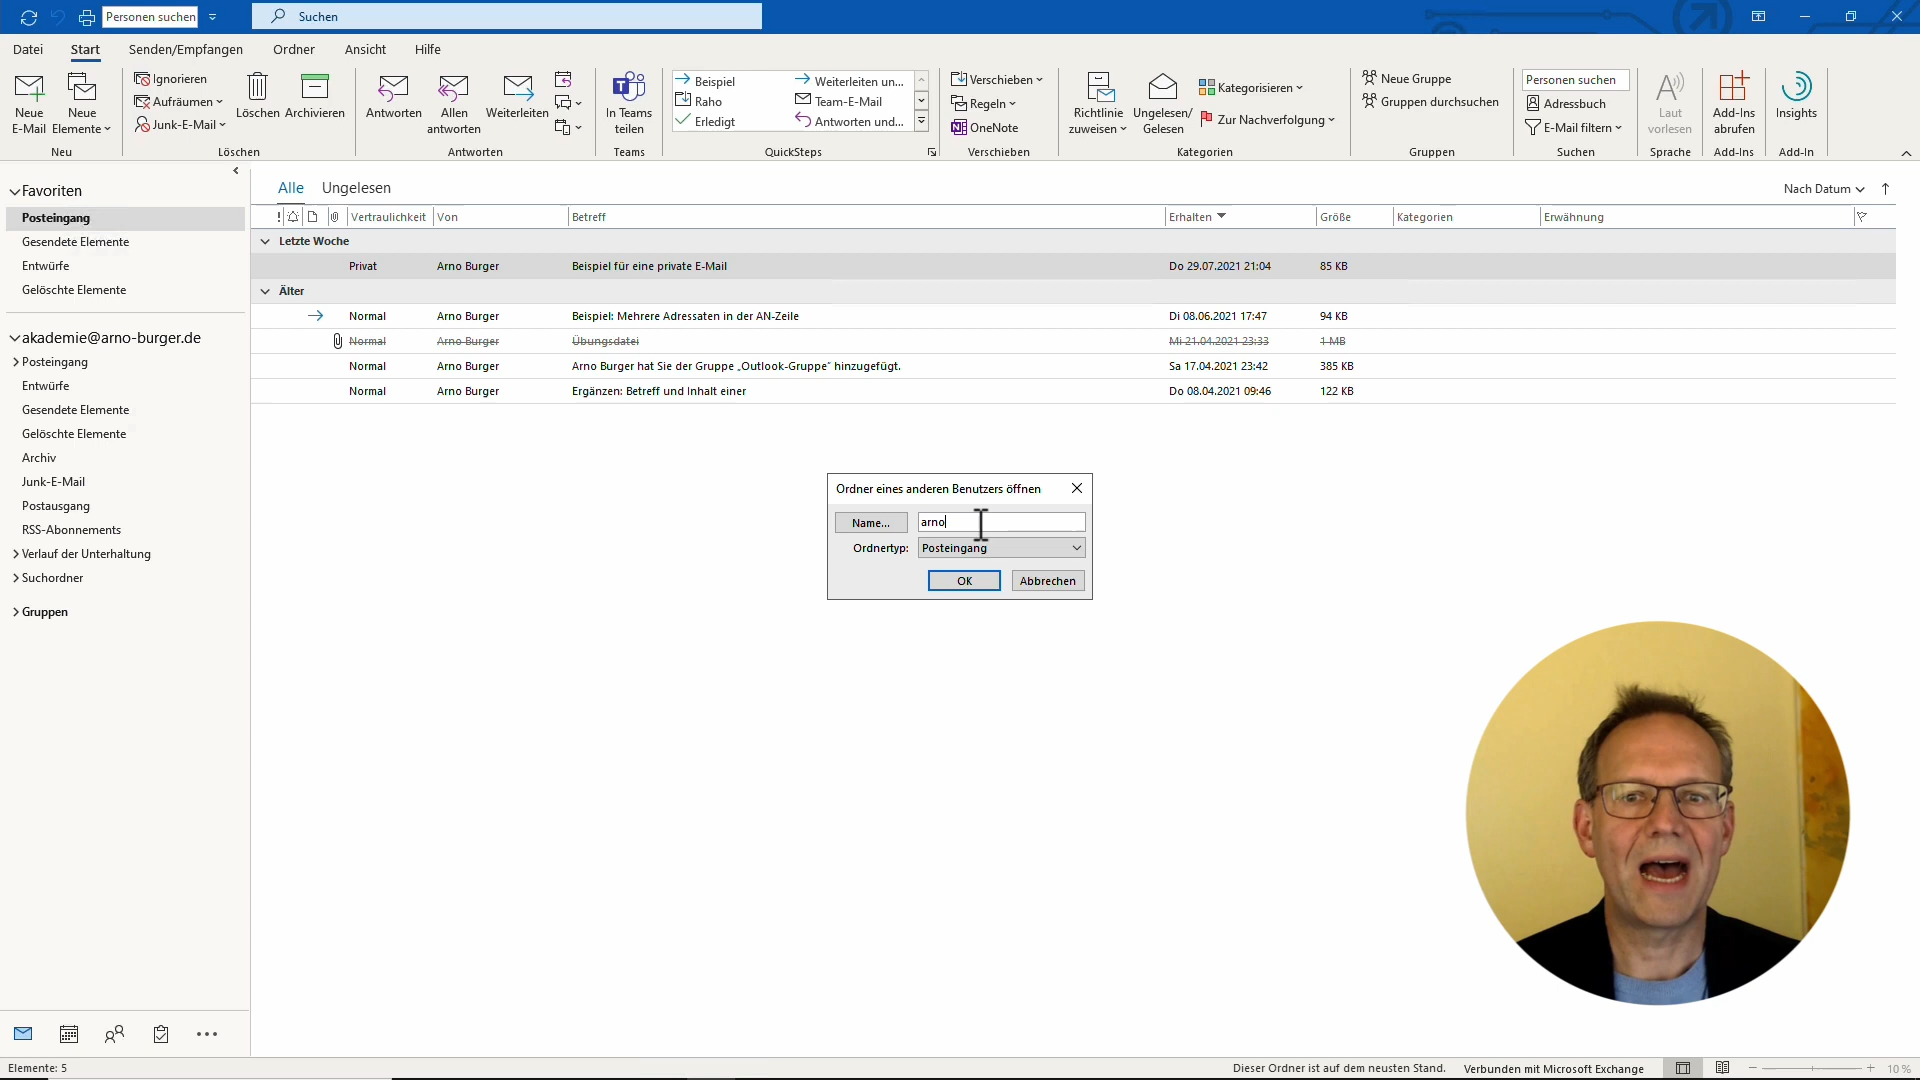 Personen suchen
Suchen
Datei Start Senden/Empfangen Ordner Ansicht Hilfe
Neue E-Mail
Neue Elemente
Neu
Ignorieren
Aufräumen
Junk-E-Mail
Löschen
Archivieren
Löschen
Antworten
Allen antworten
Weiterleiten
Antworten
In Teams teilen
Teams
Beispiel
Raho
Erledigt
Weiterleiten un...
Team-E-Mail
Antworten und...
QuickSteps
Verschieben
Regeln
OneNote
Verschieben
Richtlinie zuweisen
Ungelesen/ Gelesen
Kategorisieren
Zur Nachverfolgung
Kategorien
Neue Gruppe
Gruppen durchsuchen
Gruppen
Personen suchen
Adressbuch
E-Mail filtern
Suchen
Laut vorlesen
Sprache
Add-Ins abrufen
Add-Ins
Insights
Add-In
Favoriten
Posteingang
Gesendete Elemente
Entwürfe
Gelöschte Elemente
akademie@arno-burger.de
Posteingang
Entwürfe
Gesendete Elemente
Gelöschte Elemente
Archiv
Junk-E-Mail
Postausgang
RSS-Abonnements
Verlauf der Unterhaltung
Suchordner
Gruppen
Alle Ungelesen Nach Datum
! Vertraulichkeit Von Betreff Erhalten Größe Kategorien Erwähnung
Letzte Woche
Privat Arno Burger Beispiel für eine private E-Mail Do 29.07.2021 21:04 85 KB
Älter
Normal Arno Burger Beispiel: Mehrere Adressaten in der AN-Zeile Di 08.06.2021 17:47 94 KB
Normal Arno Burger Übungsdatei Mi 21.04.2021 23:33 1 MB
Normal Arno Burger Arno Burger hat Sie der Gruppe „Outlook-Gruppe" hinzugefügt. Sa 17.04.2021 23:42 385 KB
Normal Arno Burger Ergänzen: Betreff und Inhalt einer Do 08.04.2021 09:46 122 KB
Ordner eines anderen Benutzers öffnen
Name... arno
Ordnertyp: Posteingang
OK Abbrechen
Elemente: 5 Dieser Ordner ist auf dem neusten Stand. Verbunden mit Microsoft Exchange 10 %